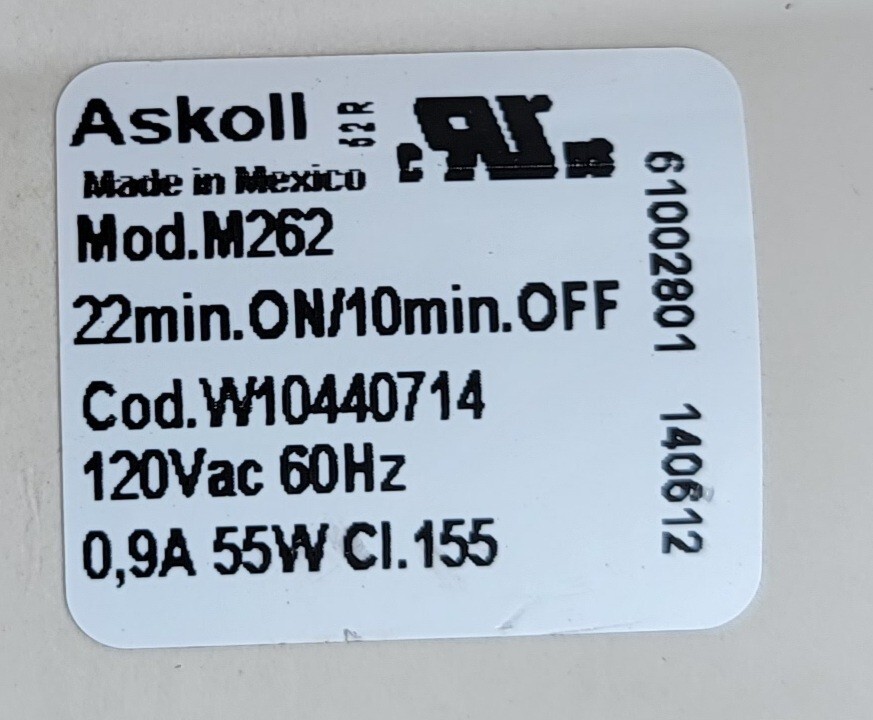 Askoll
62R
Made in Mexico
Mod.M262
22min.ON/10min.OFF
Cod.W10440714
120Vac 60Hz
0,9A 55W Cl.155
61002801 140612